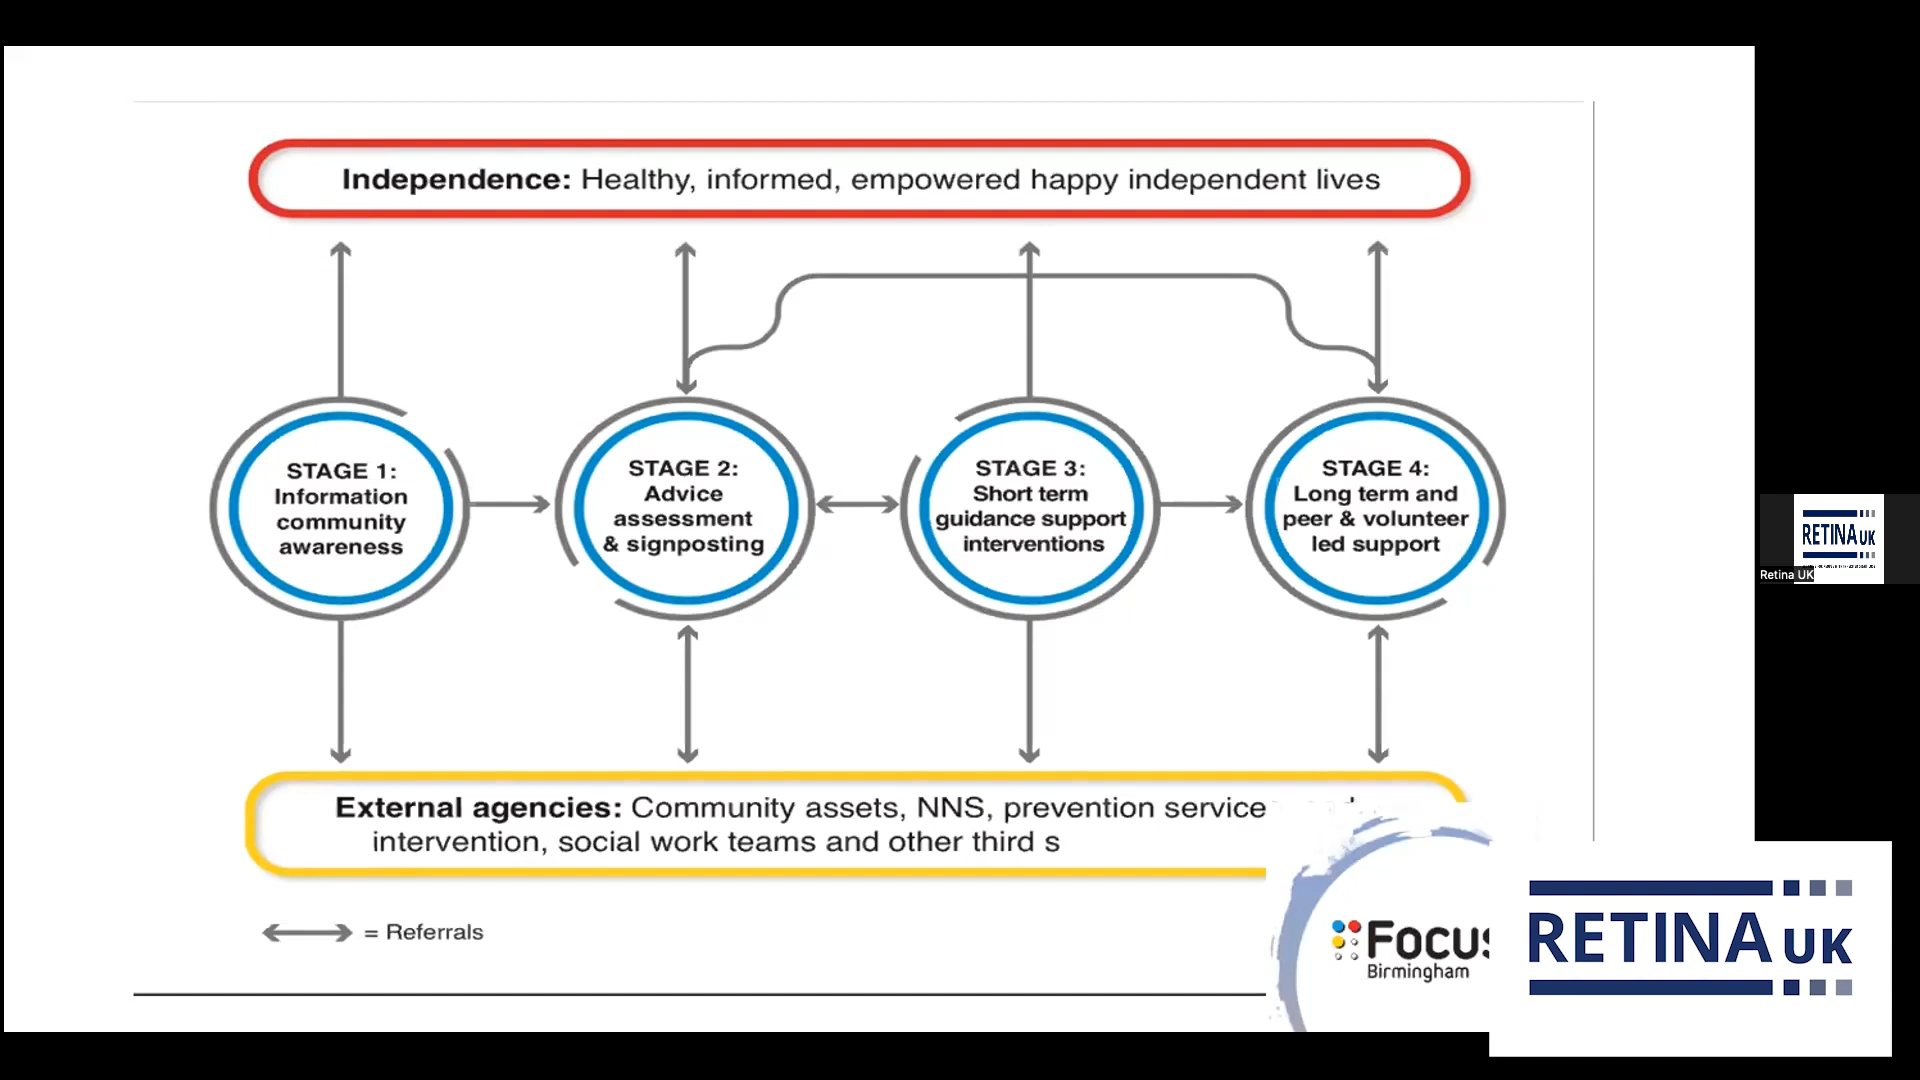 Independence: Healthy, informed, empowered happy independent lives
STAGE 1:
Information
community
awareness
STAGE 2:
Advice
assessment
& signposting
STAGE 3:
Short term
guidance support
interventions
STAGE 4:
Long term and
peer & volunteer
led support
External agencies: Community assets, NNS, prevention service
intervention, social work teams and other third s
= Referrals
Focus
Birmingham
RETINA UK
RETINA UK
Retina UK